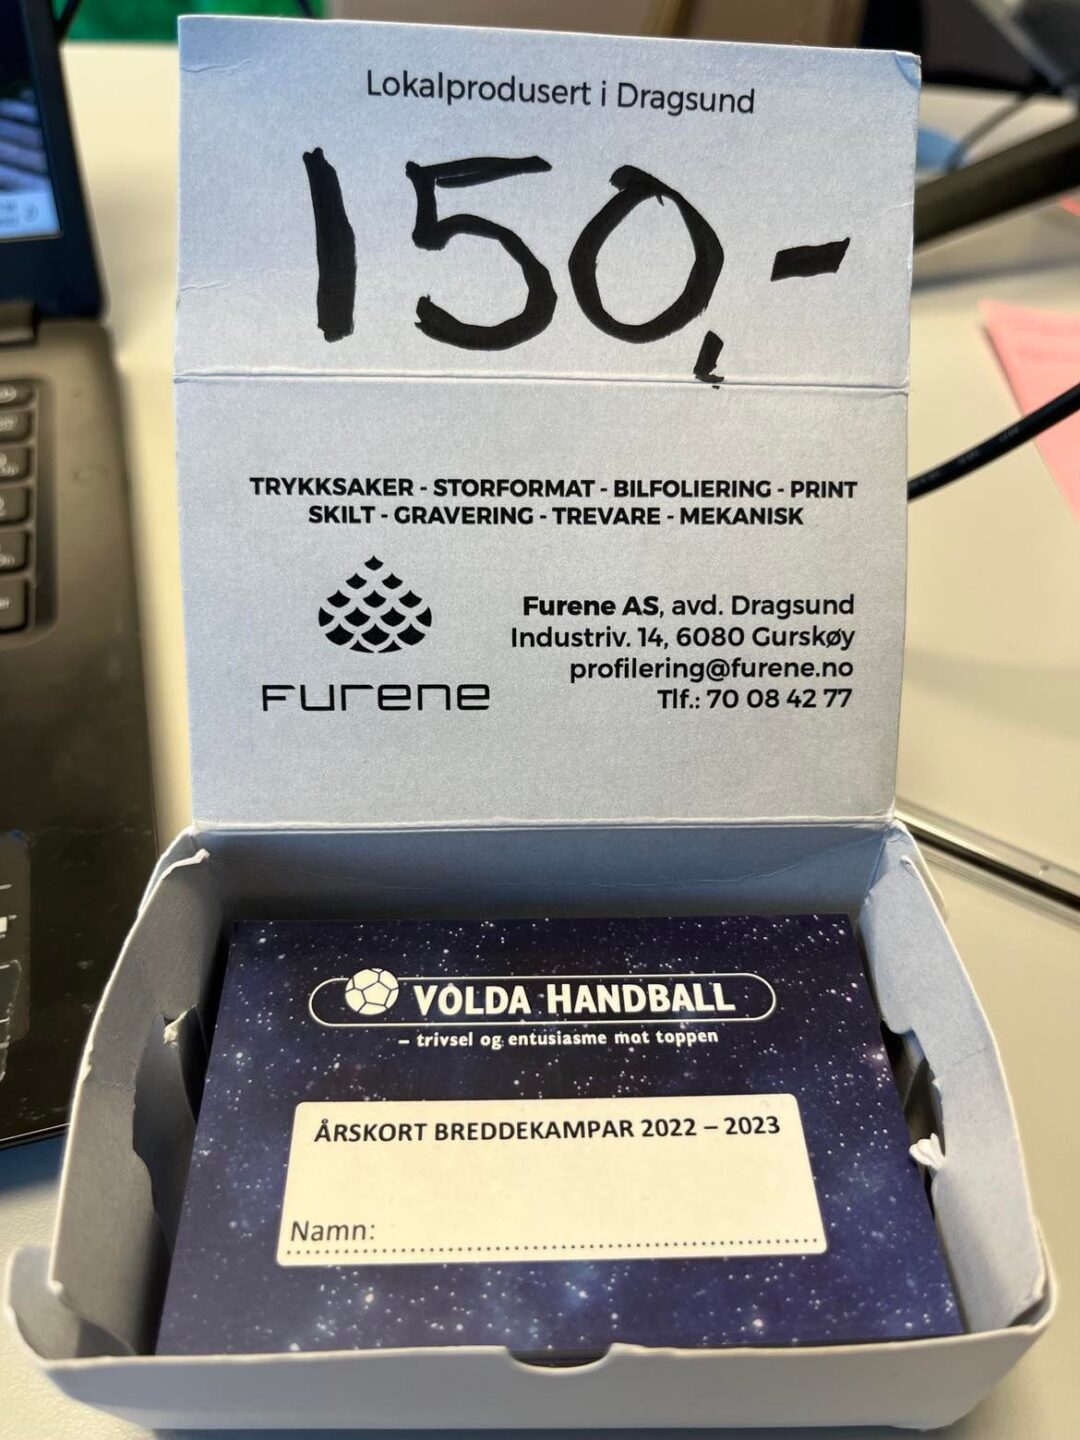 Lokalprodusert i Dragsund
150,-
TRYKKSAKER - STORFORMAT - BILFOLIERING - PRINT
SKILT - GRAVERING - TREVARE - MEKANISK
Furene AS, avd. Dragsund
Industriv. 14, 6080 Gurskøy
profilering@furene.no
Tlf.: 70 08 42 77
Furene
VOLDA HANDBALL
– trivsel og entusiasme mot toppen
ÅRSKORT BREDDEKAMPAR 2022 – 2023
Namn: